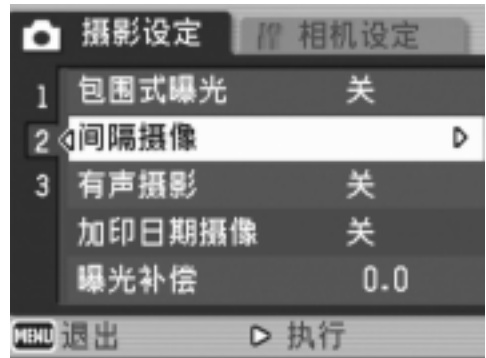 摄影设定 相机设定
1 包围式曝光 关
2 间隔摄像
3 有声摄影 关
加印日期摄像 关
曝光补偿 0.0
MENU 退出 执行